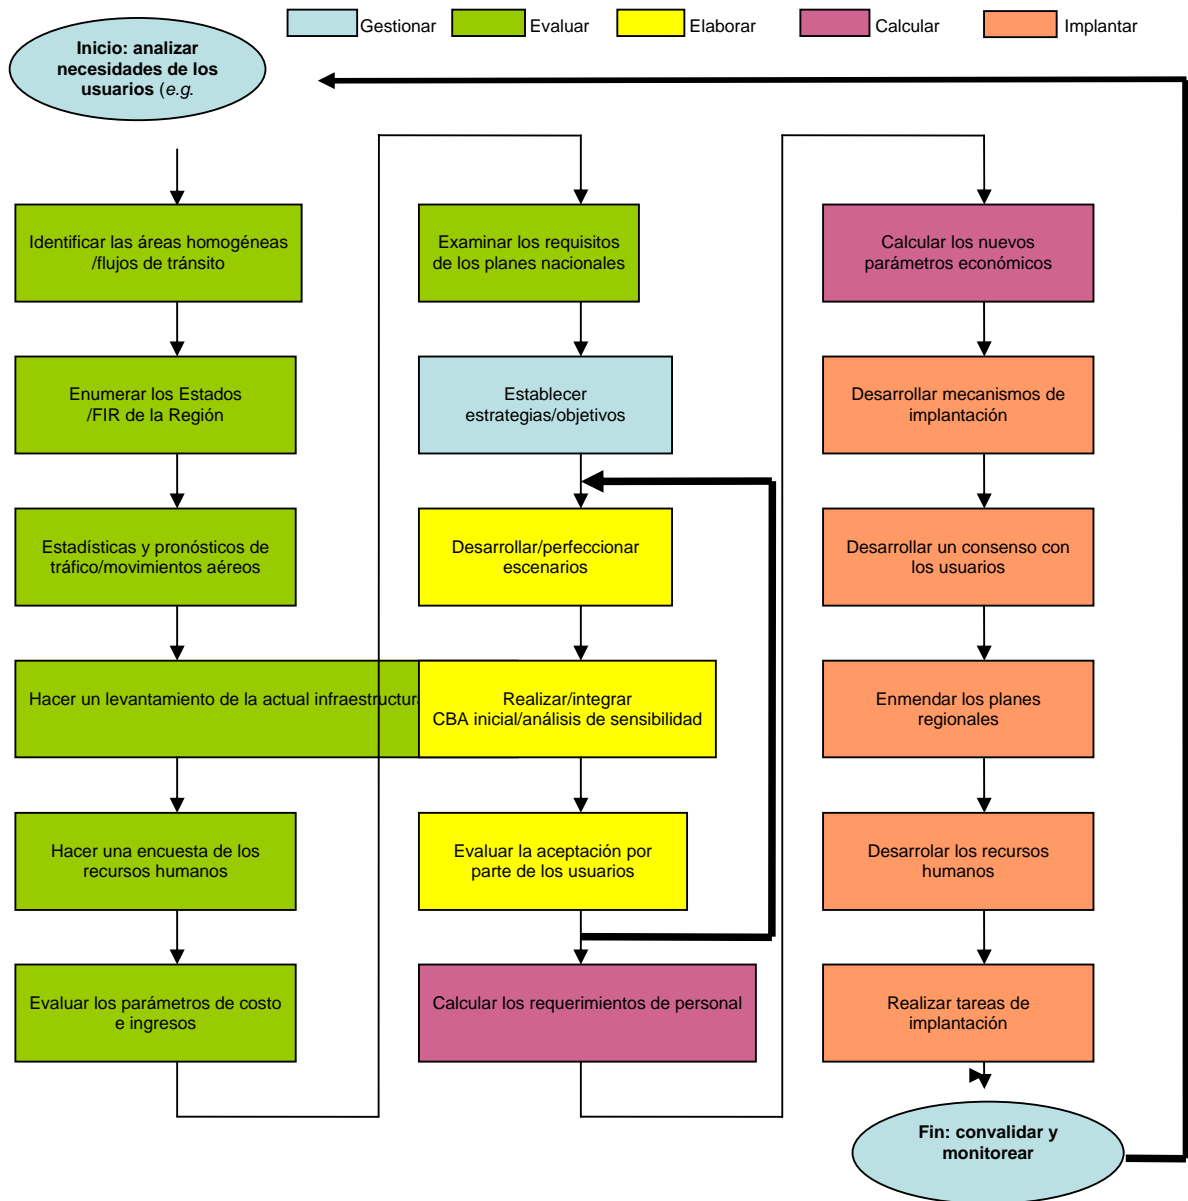 Gestionar
Evaluar
Elaborar
Calcular
Implantar
Inicio: analizar
necesidades de los
usuarios (e.g.
Identificar las áreas homogéneas
/flujos de tránsito
Enumerar los Estados
/FIR de la Región
Estadísticas y pronósticos de
tráfico/movimientos aéreos
Hacer un levantamiento de la actual infraestructur
Hacer una encuesta de los
recursos humanos
Evaluar los parámetros de costo
e ingresos
Examinar los requisitos
de los planes nacionales
Establecer
estrategias/objetivos
Desarrollar/perfeccionar
escenarios
Realizar/integrar
CBA inicial/análisis de sensibilidad
Evaluar la aceptación por
parte de los usuarios
Calcular los requerimientos de personal
Calcular los nuevos
parámetros económicos
Desarrollar mecanismos de
implantación
Desarrollar un consenso con
los usuarios
Enmendar los planes
regionales
Desarrolar los recursos
humanos
Realizar tareas de
implantación
Fin: convalidar y
monitorear